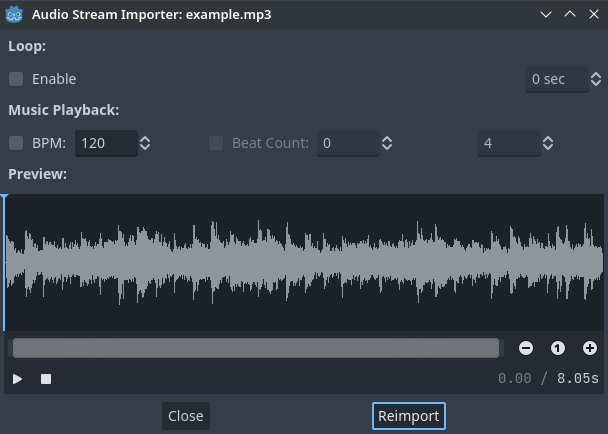 Audio Stream Importer: example.mp3
Loop:
Enable 0 sec
Music Playback:
BPM: 120 Beat Count: 0 4
Preview:
1
0.00 / 8.05s
Close Reimport